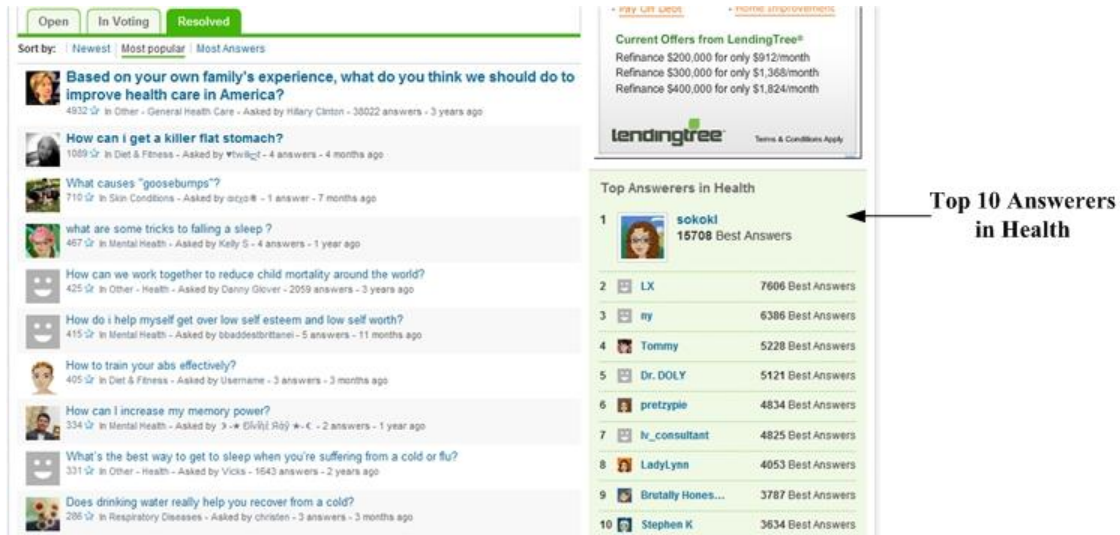 Open In Voting Resolved
Sort by: Newest Most popular Most Answers
Based on your own family's experience, what do you think we should do to
improve health care in America?
4932 In Other - General Health Care - Asked by Hillary Clinton - 38022 answers - 3 years ago
How can i get a killer flat stomach?
1089 In Diet & Fitness - Asked by - 4 answers - 4 months ago
What causes "goosebumps"?
710 In Skin Conditions - Asked by - 1 answer - 7 months ago
what are some tricks to falling a sleep ?
467 In Mental Health - Asked by Kelly S - 4 answers - 1 year ago
How can we work together to reduce child mortality around the world?
425 In Other - Health - Asked by Danny Glover - 2059 answers - 3 years ago
How do i help myself get over low self esteem and low self worth?
415 In Mental Health - Asked by bbaddestbrittanei - 5 answers - 11 months ago
How to train your abs effectively?
405 In Diet & Fitness - Asked by Username - 3 answers - 3 months ago
How can I increase my memory power?
334 In Mental Health - Asked by - 2 answers - 1 year ago
What's the best way to get to sleep when you're suffering from a cold or flu?
331 In Other - Health - Asked by Vicks - 1643 answers - 2 years ago
Does drinking water really help you recover from a cold?
286 In Respiratory Diseases - Asked by christen - 3 answers - 3 months ago
Pay Off Debt Home Improvement
Current Offers from LendingTree®
Refinance $200,000 for only $912/month
Refinance $300,000 for only $1,368/month
Refinance $400,000 for only $1,824/month
lendingtree Terms & Conditions Apply
Top Answerers in Health
1 sokokl
15708 Best Answers
2 LX 7606 Best Answers
3 ny 6386 Best Answers
4 Tommy 5228 Best Answers
5 Dr. DOLY 5121 Best Answers
6 pretzypie 4834 Best Answers
7 lv_consultant 4825 Best Answers
8 LadyLynn 4053 Best Answers
9 Brutally Hones... 3787 Best Answers
10 Stephen K 3634 Best Answers
Top 10 Answerers
in Health